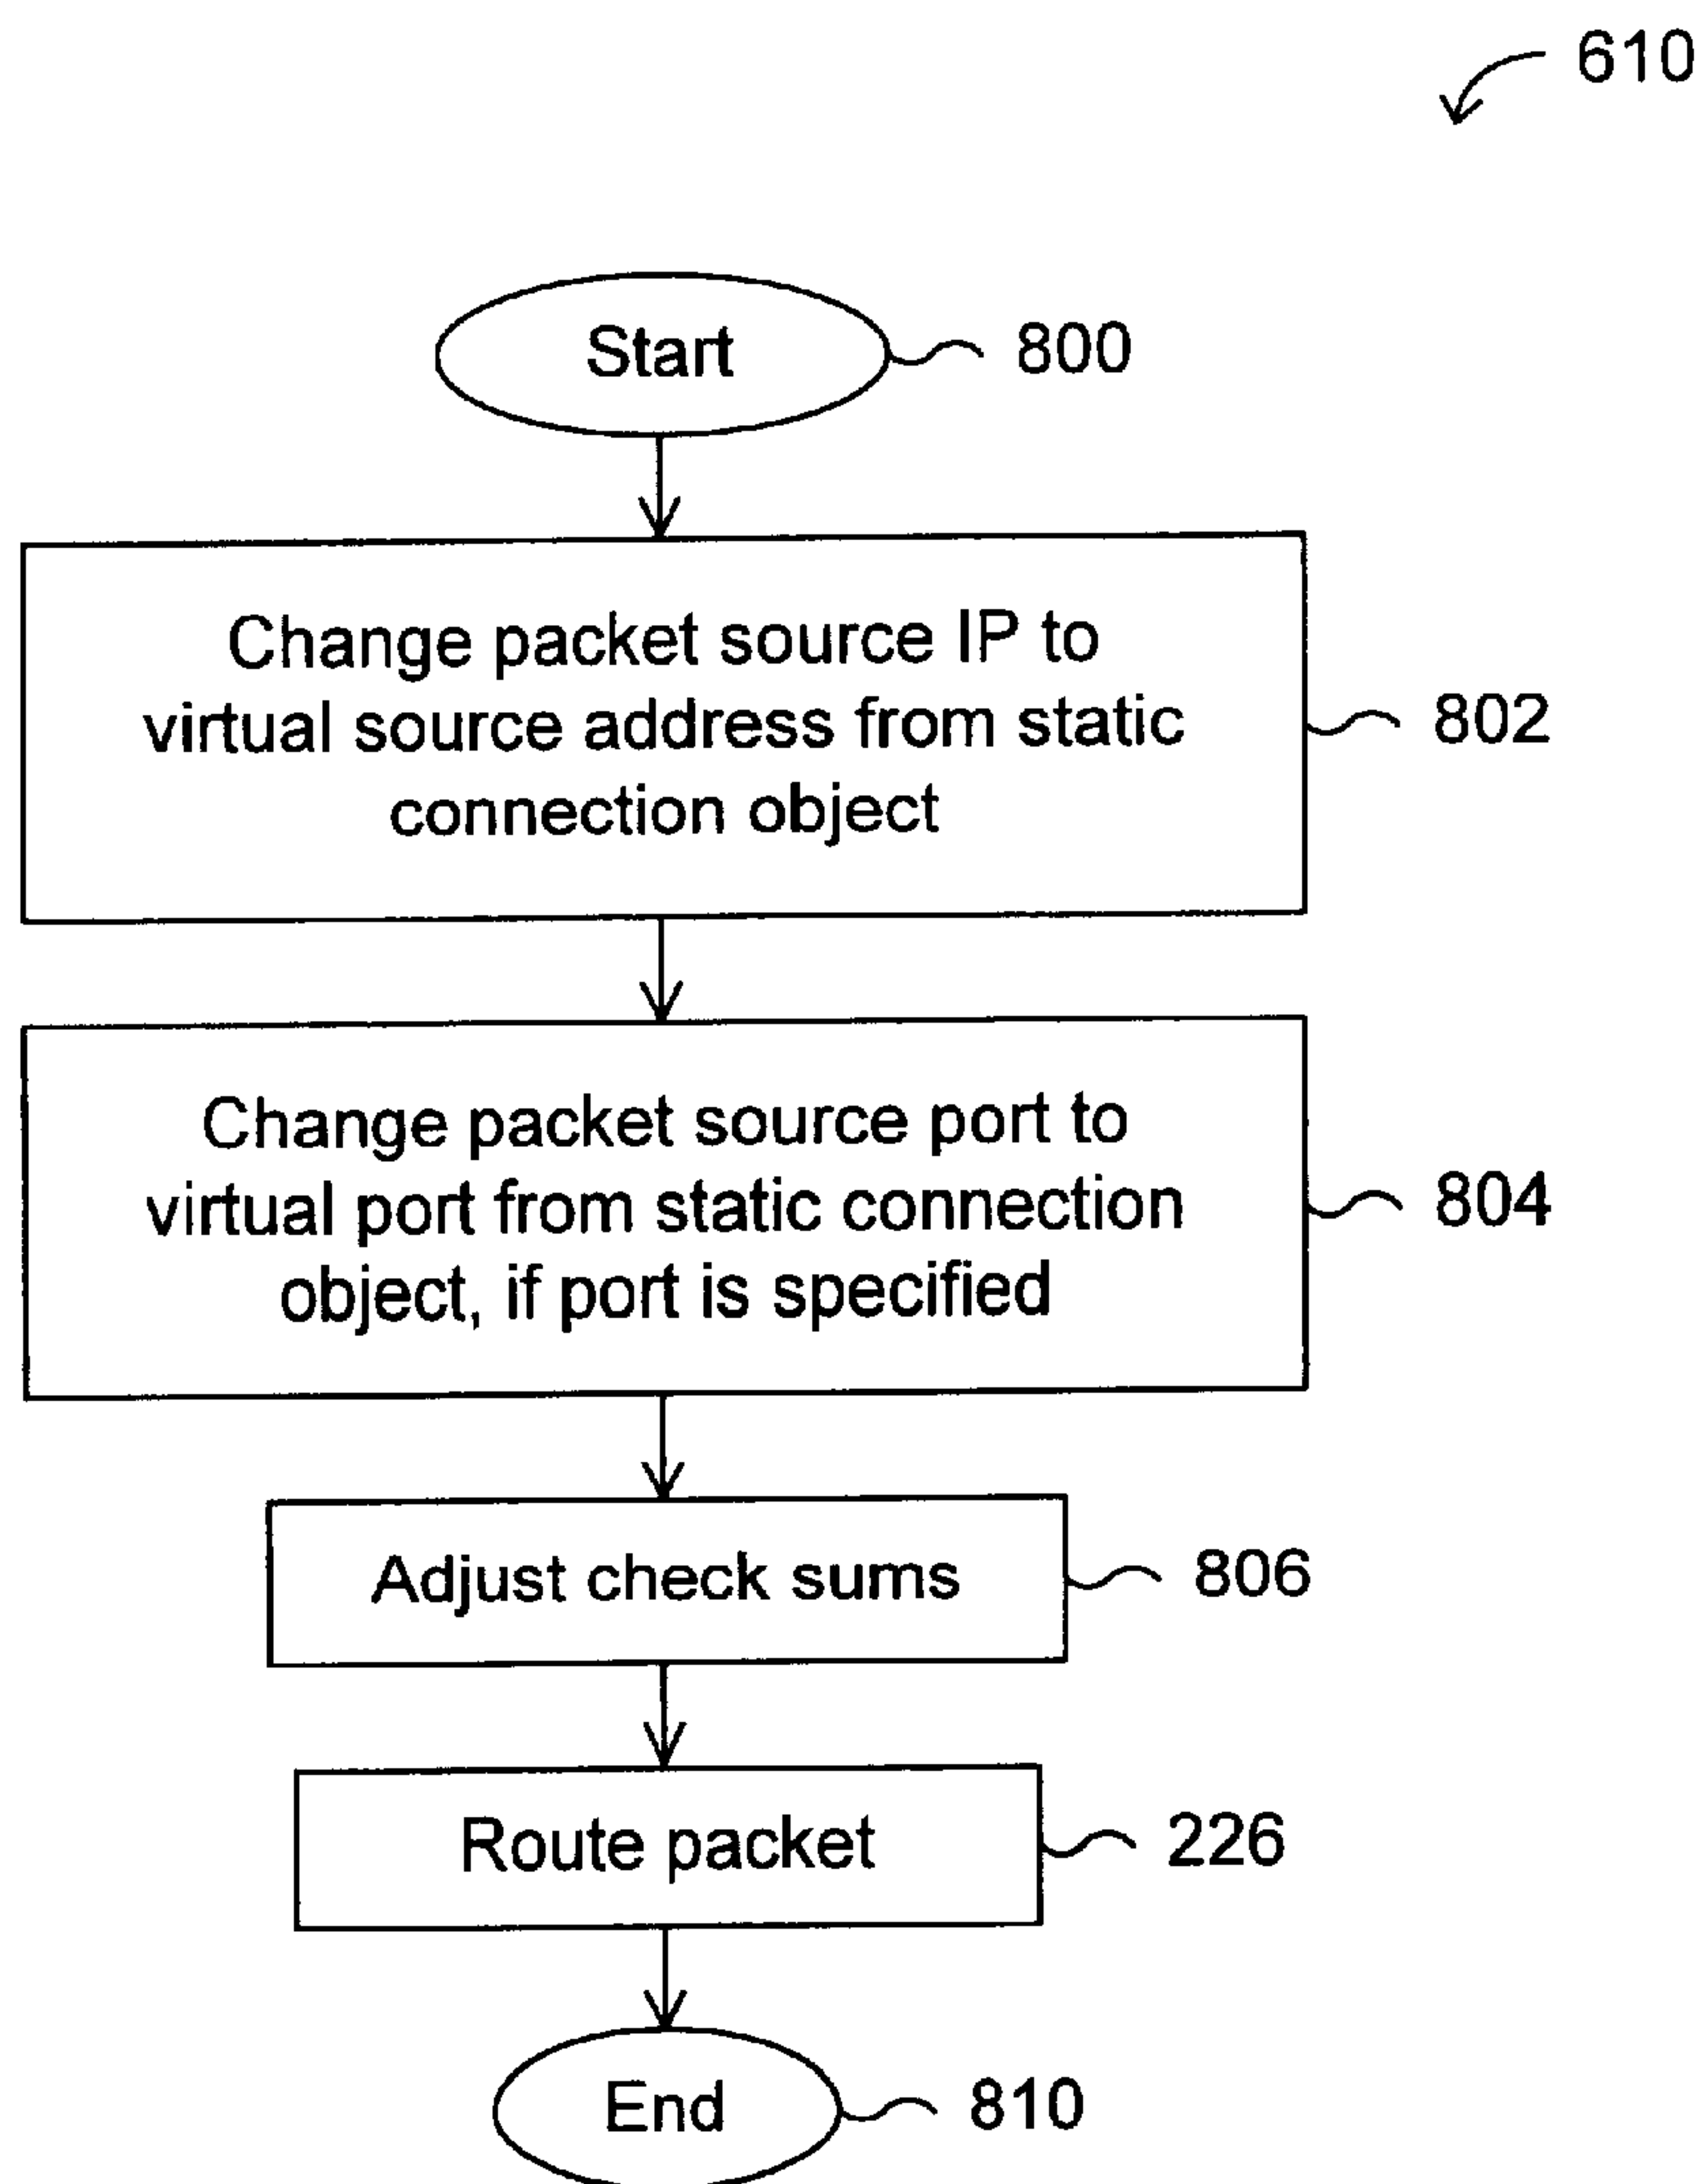 610
Start
800
Change packet source IP to
virtual source address from static
connection object
802
Change packet source port to
virtual port from static connection
object, if port is specified
804
Adjust check sums
806
Route packet
226
End
810